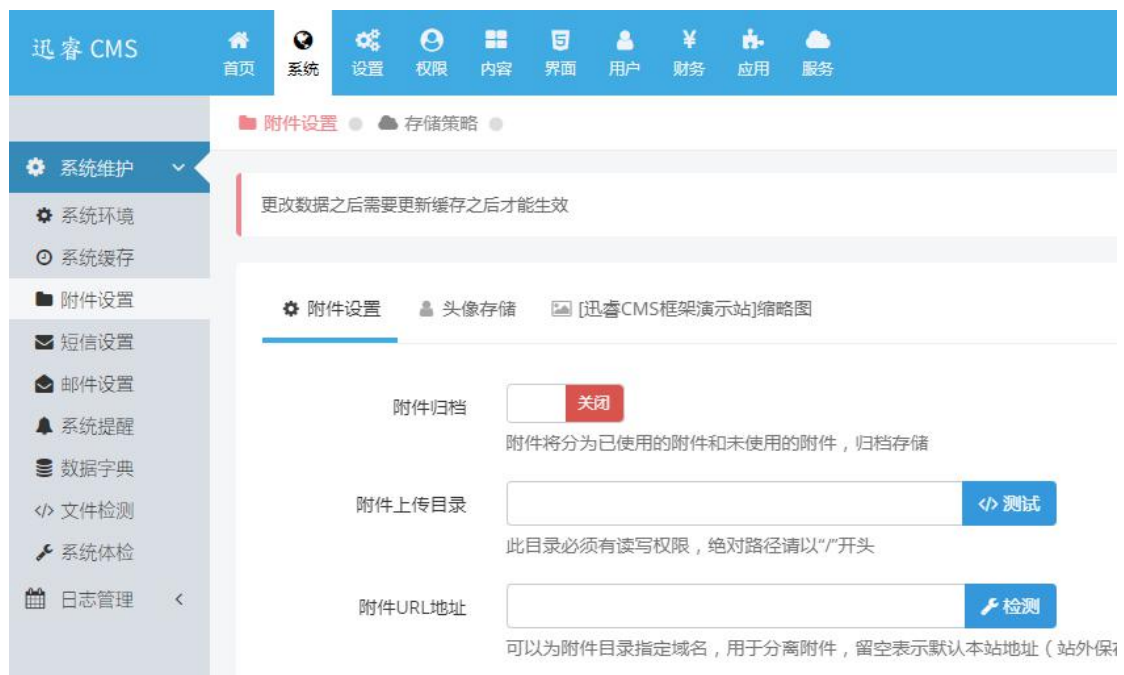 迅睿 CMS
首页 系统 设置 权限 内容 界面 用户 财务 应用 服务
附件设置 存储策略
系统维护
更改数据之后需要更新缓存之后才能生效
系统环境
系统缓存
附件设置
短信设置
邮件设置
系统提醒
数据字典
文件检测
系统体检
日志管理
附件设置 头像存储 [迅睿CMS框架演示站]缩略图
附件归档 关闭
附件将分为已使用的附件和未使用的附件，归档存储
附件上传目录 </> 测试
此目录必须有读写权限，绝对路径请以“/”开头
附件URL地址 检测
可以为附件目录指定域名，用于分离附件，留空表示默认本站地址（站外保